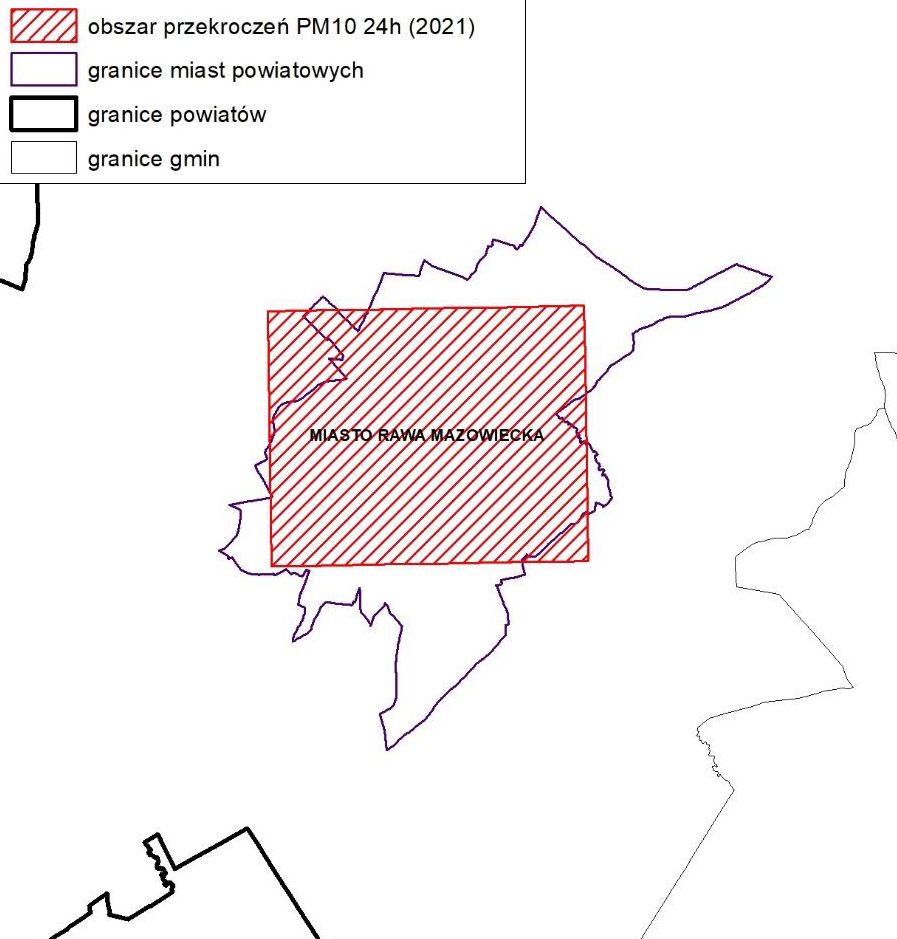 obszar przekroczeń PM10 24h (2021)
granice miast powiatowych
granice powiatów
granice gmin
MIASTO RAWA MAZOWIECKA